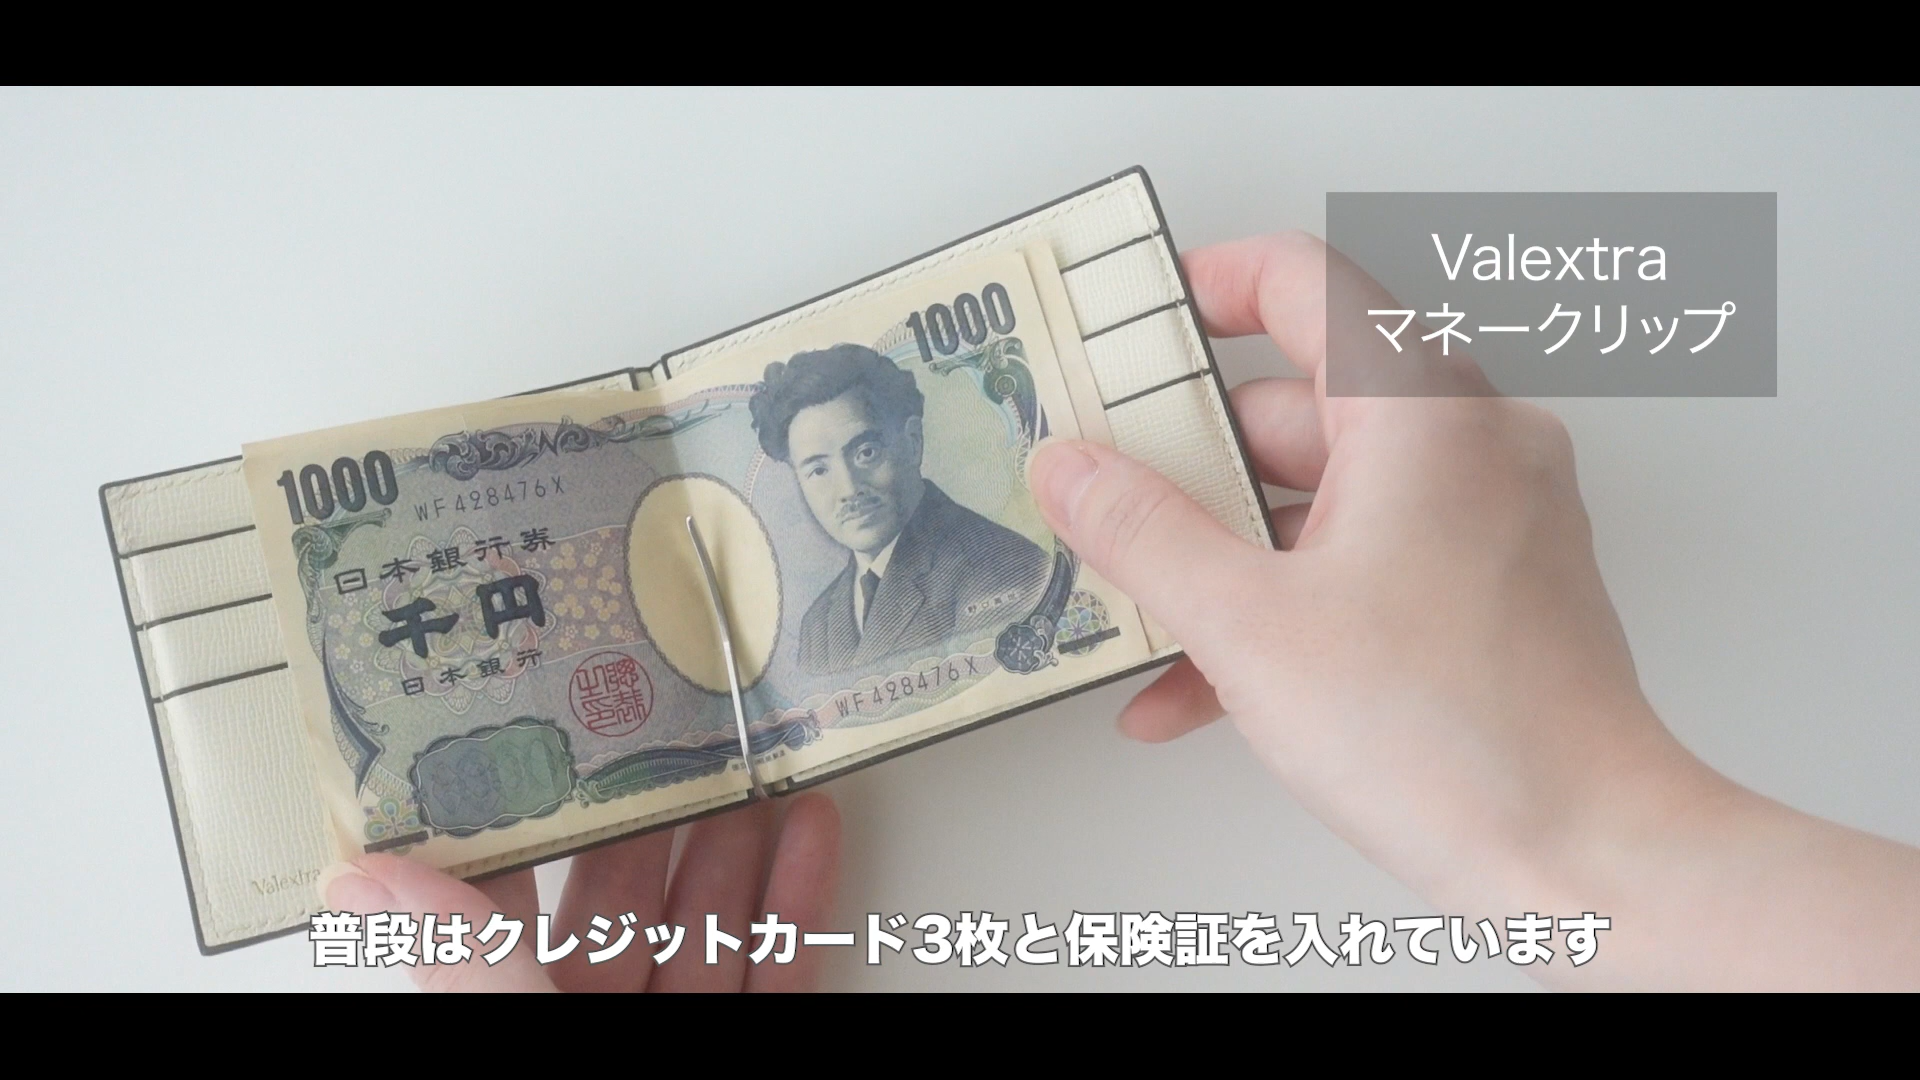 Valextra
マネークリップ
1000
1000
WF428476X
日本銀行券
千円
日本銀行
WF428476X
Valextra
普段はクレジットカード3枚と保険証を入れています